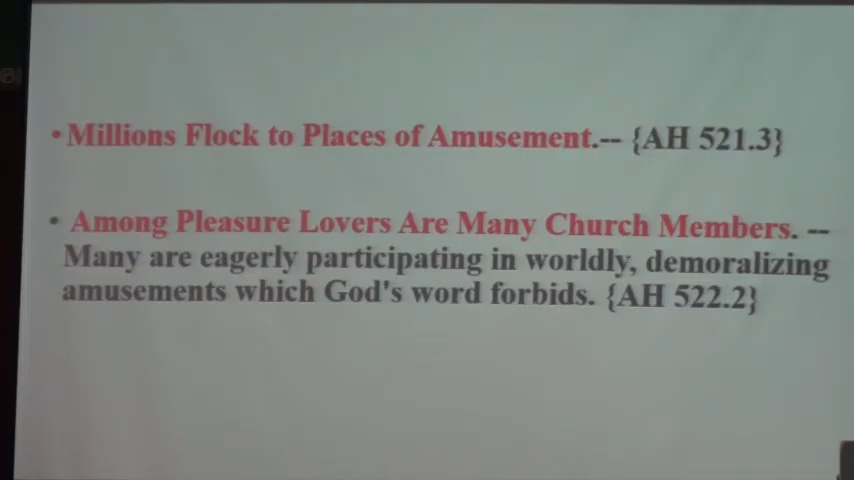 • Millions Flock to Places of Amusement.-- {AH 521.3}
• Among Pleasure Lovers Are Many Church Members. --
Many are eagerly participating in worldly, demoralizing
amusements which God's word forbids. {AH 522.2}